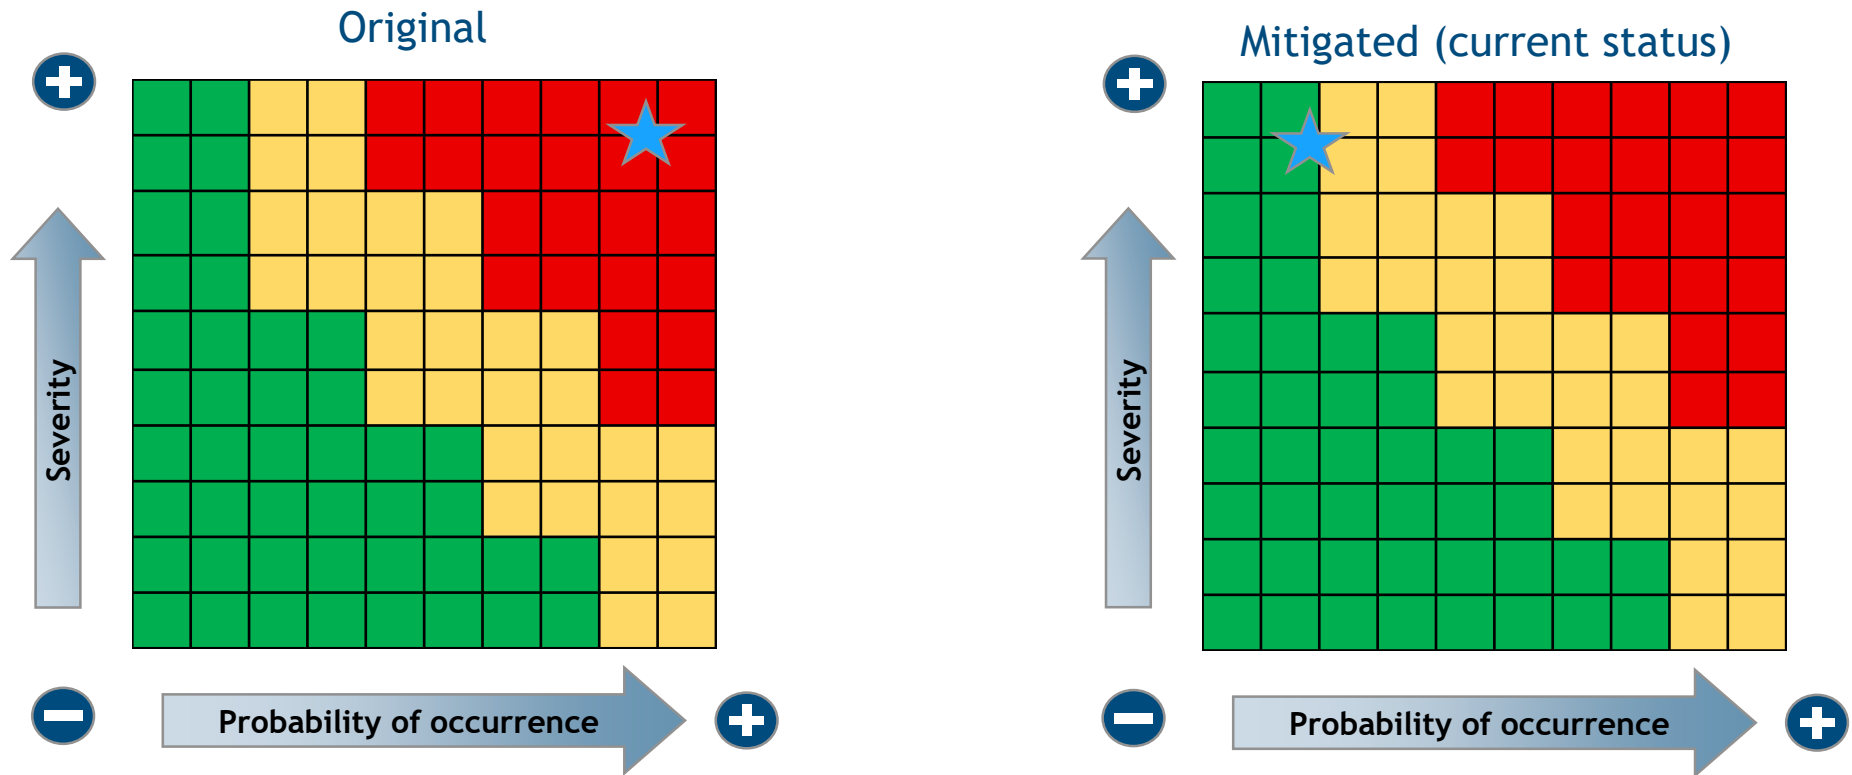 Original
Severity
Probability of occurrence
Mitigated (current status)
Severity
Probability of occurrence